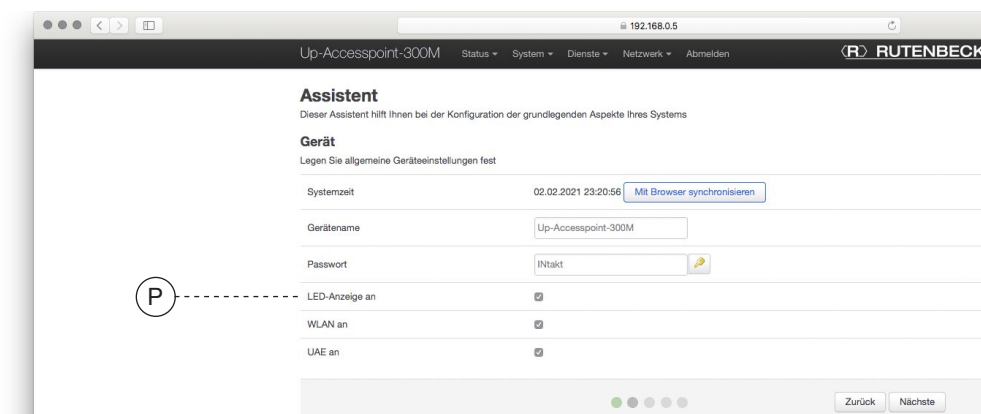 192.168.0.5
Up-Accesspoint-300M Status System Dienste Netzwerk Abmelden ⟨R⟩ RUTENBECK
Assistent
Dieser Assistent hilft Ihnen bei der Konfiguration der grundlegenden Aspekte Ihres Systems
Gerät
Legen Sie allgemeine Geräteeinstellungen fest
Systemzeit 02.02.2021 23:20:56 Mit Browser synchronisieren
Gerätename Up-Accesspoint-300M
Passwort INtakt
P LED-Anzeige an
WLAN an
UAE an
Zurück Nächste